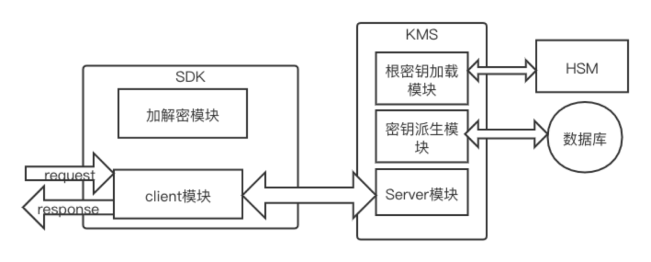 KMS
SDK
加解密模块
根密钥加载
模块
HSM
密钥派生模
块
数据库
request
client模块
Server模块
response